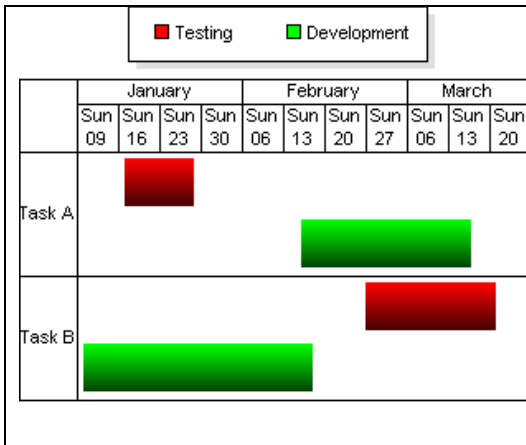 Testing Development
January February March
Sun Sun Sun Sun Sun Sun Sun Sun Sun Sun Sun
09 16 23 30 06 13 20 27 06 13 20
Task A
Task B